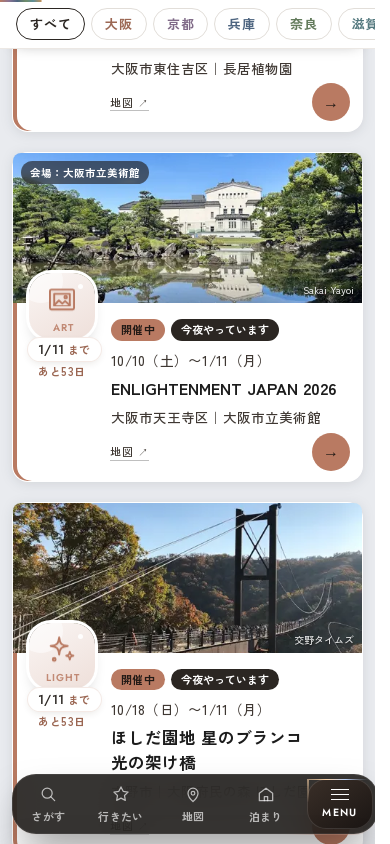 すべて
大阪
京都
兵庫
奈良
滋賀
大阪市東住吉区｜長居植物園
地図 ↗
→
会場：大阪市立美術館
Sakai Yayoi
ART
1/11 まで
あと53日
開催中
今夜やっています
10/10（土）〜1/11（月）
ENLIGHTENMENT JAPAN 2026
大阪市天王寺区｜大阪市立美術館
地図 ↗
→
交野タイムズ
LIGHT
1/11 まで
あと53日
開催中
今夜やっています
10/18（日）〜1/11（月）
ほしだ園地 星のブランコ
光の架け橋
さがす
行きたい
地図
泊まり
MENU